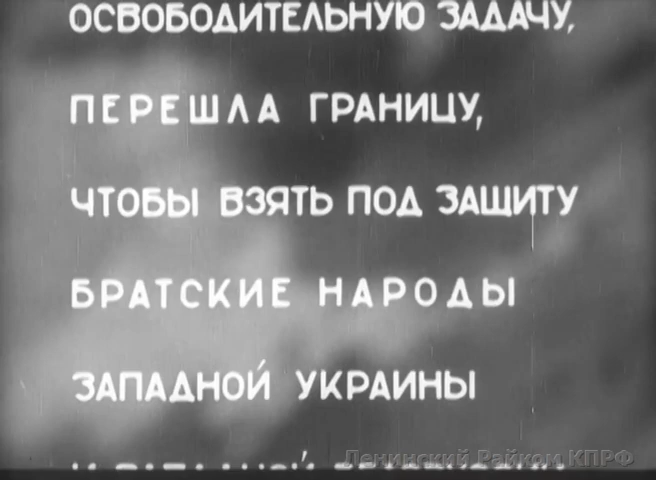 ОСВОБОДИТЕЛЬНУЮ ЗАДАЧУ,
ПЕРЕШЛА ГРАНИЦУ,
ЧТОБЫ ВЗЯТЬ ПОД ЗАЩИТУ
БРАТСКИЕ НАРОДЫ
ЗАПАДНОЙ УКРАИНЫ
Ленинский Райком КПРФ